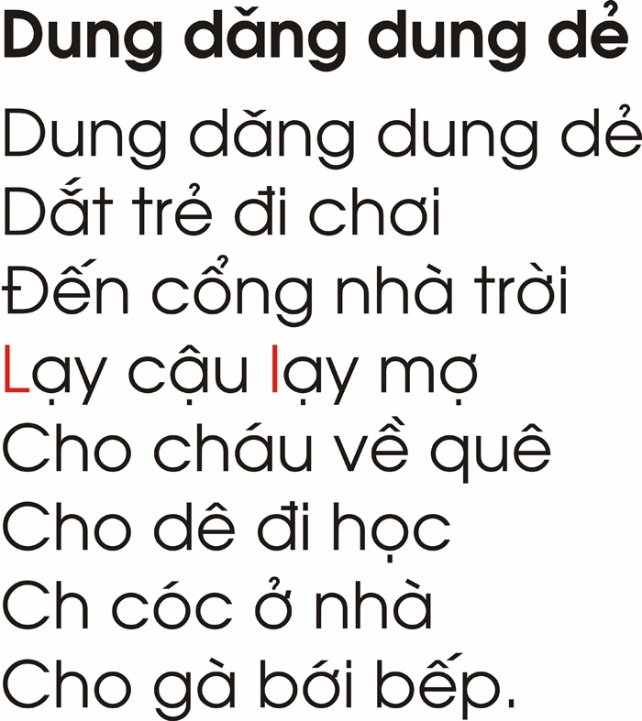 Dung dăng dung dẻ
Dung dăng dung dẻ
Dắt trẻ đi chơi
Đến cổng nhà trời
Lạy cậu lạy mợ
Cho cháu về quê
Cho dê đi học
Ch cóc ở nhà
Cho gà bới bếp.